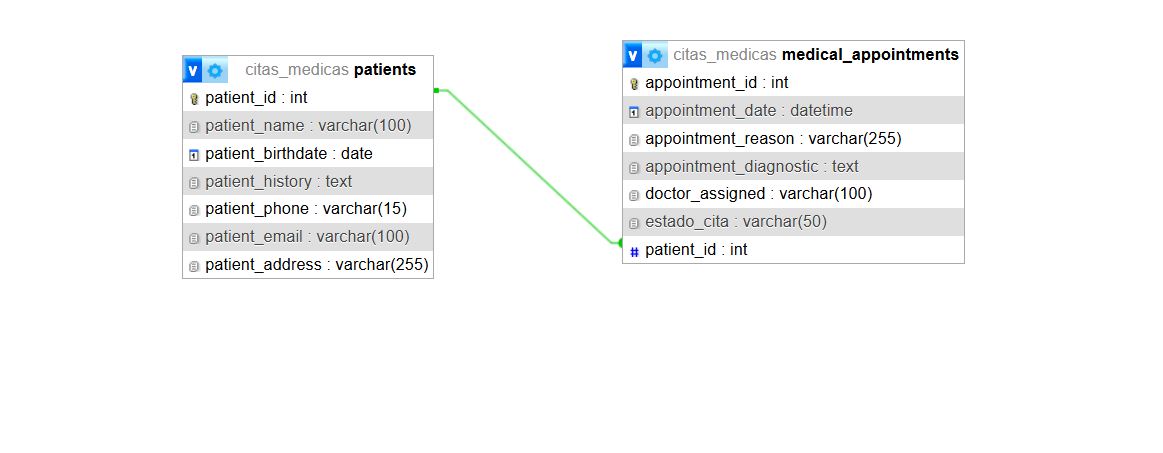 v citas_medicas patients
patient_id : int
patient_name : varchar(100)
patient_birthdate : date
patient_history : text
patient_phone : varchar(15)
patient_email : varchar(100)
patient_address : varchar(255)
v citas_medicas medical_appointments
appointment_id : int
appointment_date : datetime
appointment_reason : varchar(255)
appointment_diagnostic : text
doctor_assigned : varchar(100)
estado_cita : varchar(50)
# patient_id : int